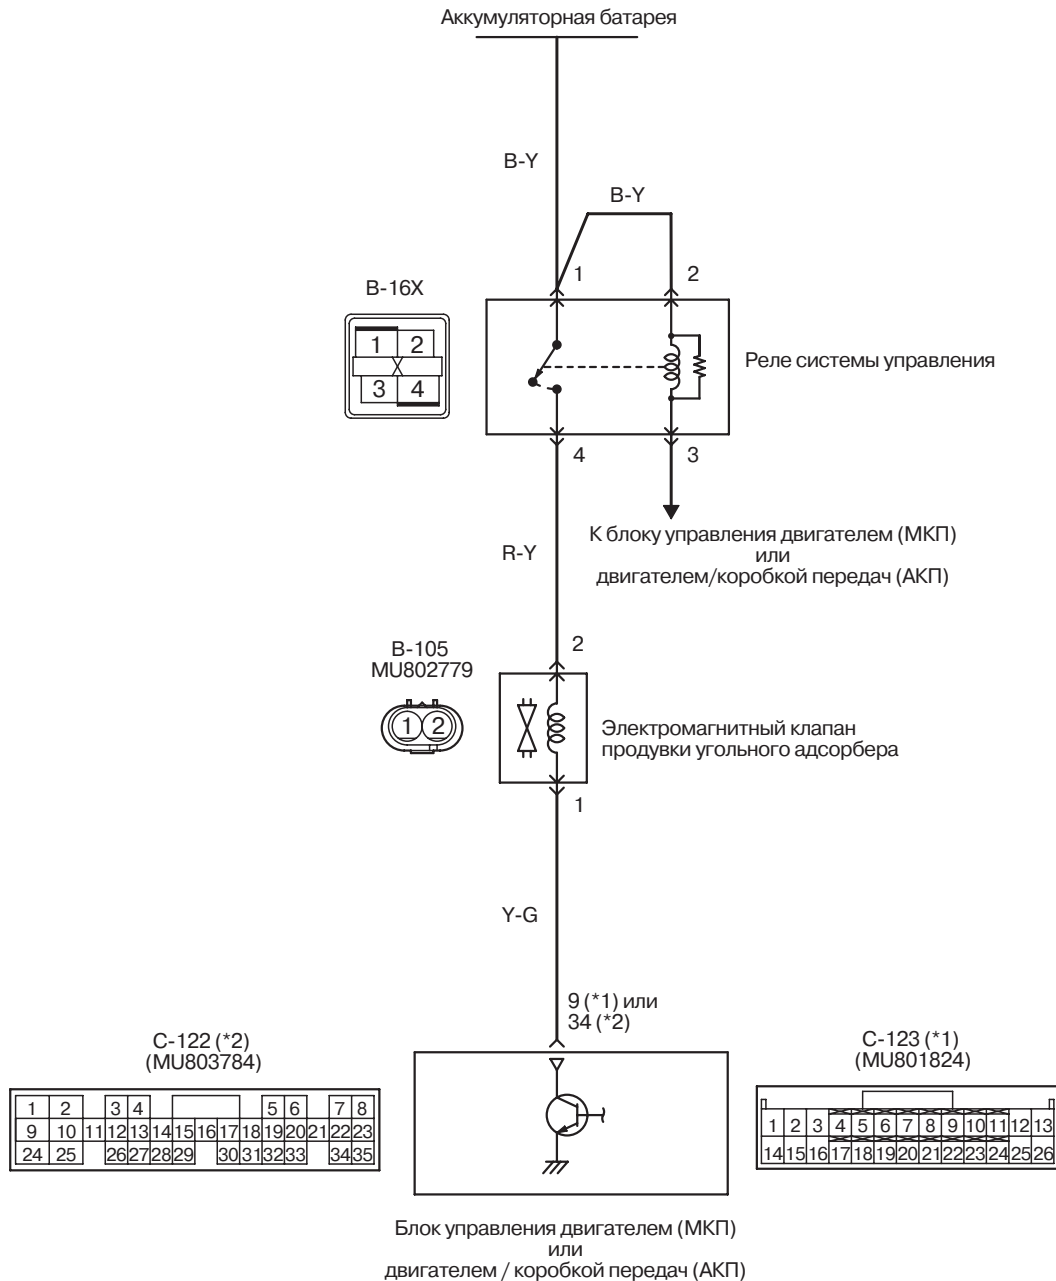 Аккумуляторная батарея
B-Y
B-Y
1
2
B-16X
1 2
3 4
Реле системы управления
4
3
К блоку управления двигателем (МКП)
или
двигателем/коробкой передач (АКП)
R-Y
2
B-105
MU802779
1 2
Электромагнитный клапан
продувки угольного адсорбера
1
Y-G
9 (*1) или
34 (*2)
C-122 (*2)
(MU803784)
1 2 3 4 5 6 7 8
9 10 11 12 13 14 15 16 17 18 19 20 21 22 23
24 25 26 27 28 29 30 31 32 33 34 35
C-123 (*1)
(MU801824)
1 2 3 4 5 6 7 8 9 10 11 12 13
14 15 16 17 18 19 20 21 22 23 24 25 26
Блок управления двигателем (МКП)
или
двигателем / коробкой передач (АКП)